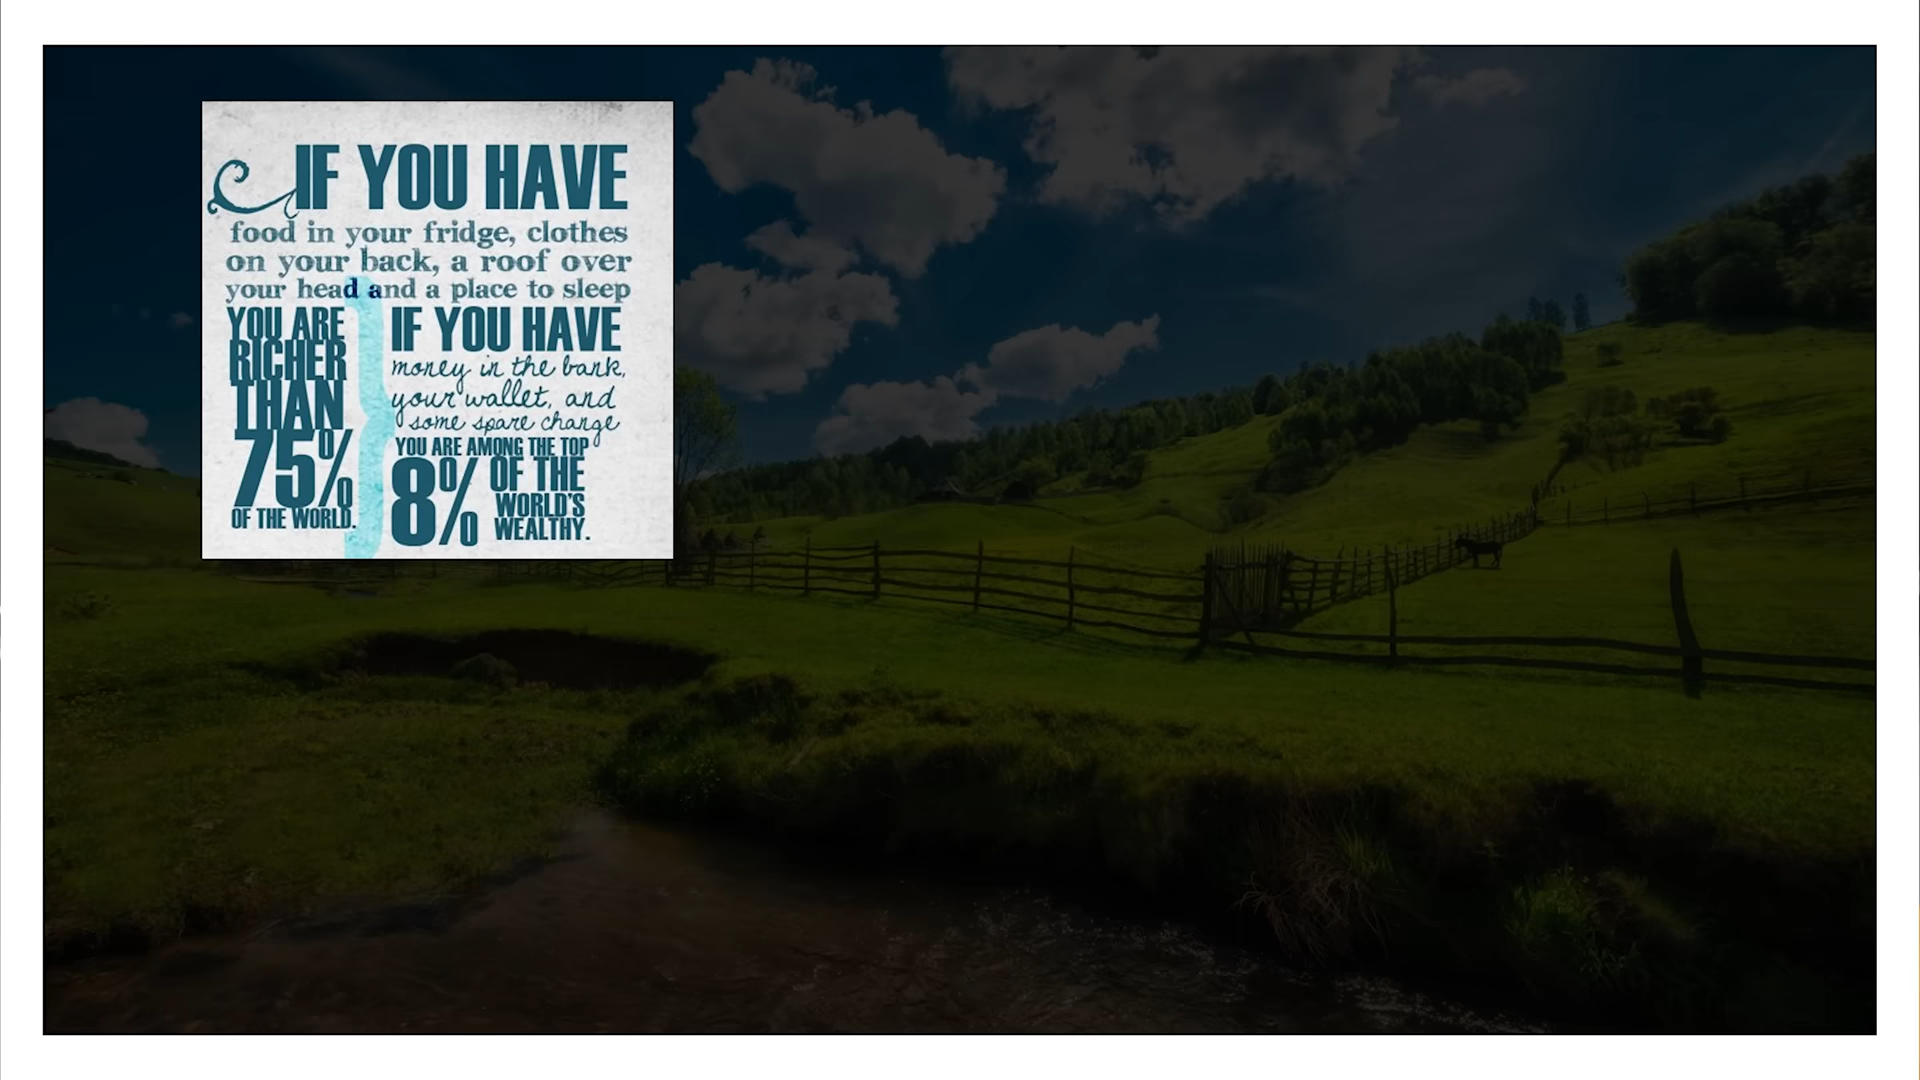 IF YOU HAVE
food in your fridge, clothes
on your back, a roof over
your head and a place to sleep
YOU ARE
RICHER
THAN
75%
OF THE WORLD.
IF YOU HAVE
money in the bank,
your wallet, and
some spare change
YOU ARE AMONG THE TOP
8% OF THE
WORLD'S
WEALTHY.